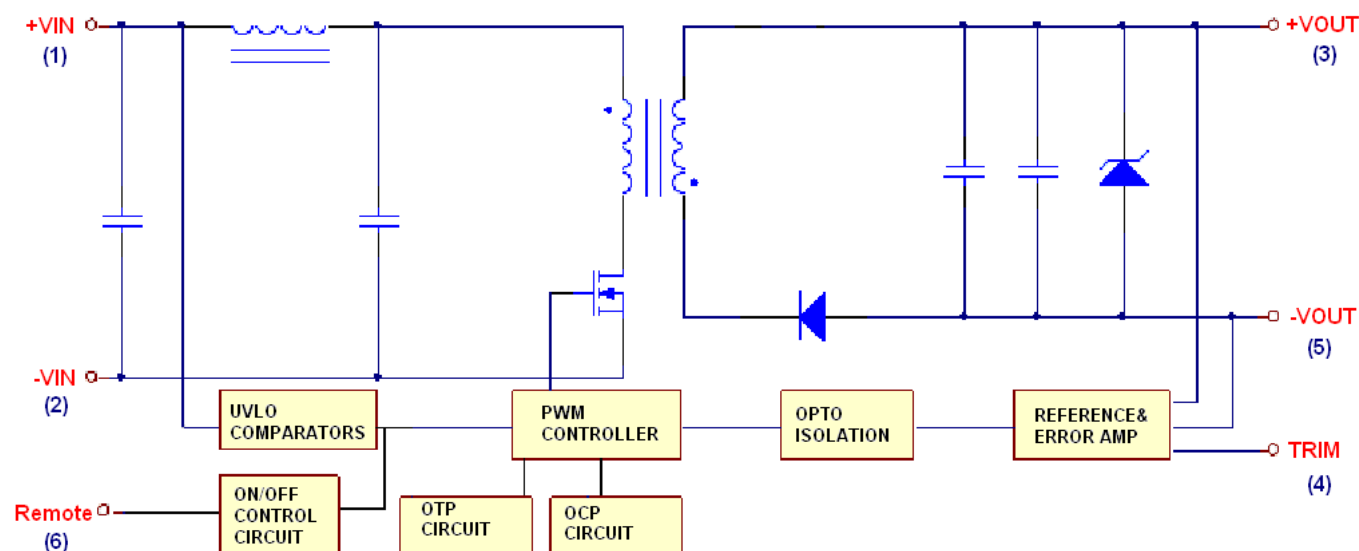 +VIN
(1)
+VOUT
(3)
-VOUT
(5)
-VIN
(2)
UVLO
COMPARATORS
PWM
CONTROLLER
OPTO
ISOLATION
REFERENCE&
ERROR AMP
TRIM
(4)
Remote
(6)
ON/OFF
CONTROL
CIRCUIT
OTP
CIRCUIT
OCP
CIRCUIT